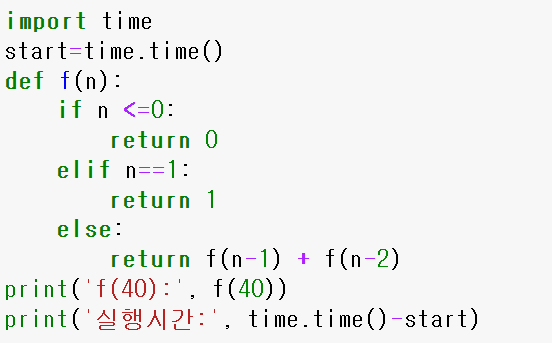 import time
start=time.time()
def f(n):
    if n <=0:
        return 0
    elif n==1:
        return 1
    else:
        return f(n-1) + f(n-2)
print('f(40):', f(40))
print('실행시간:', time.time()-start)